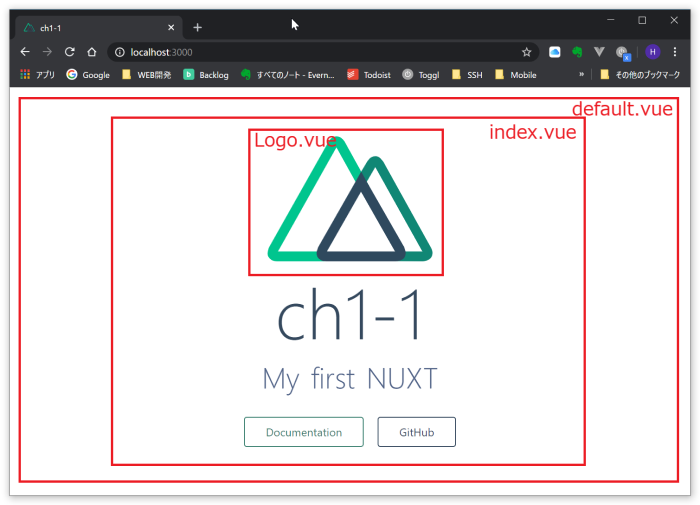 ch1-1
localhost:3000
アプリ Google WEB開発 Backlog すべてのノート - Evern... Todoist Toggl SSH Mobile » その他のブックマーク
default.vue
index.vue
Logo.vue
ch1-1
My first NUXT
Documentation GitHub